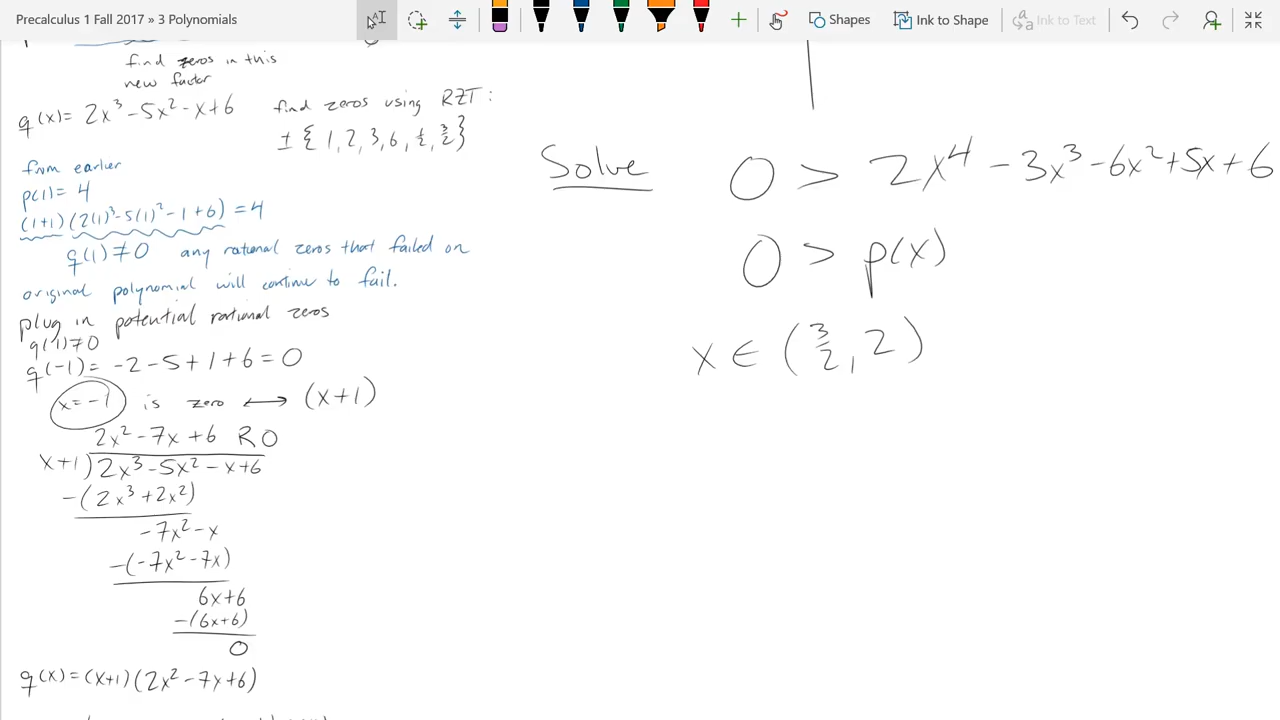 Precalculus 1 Fall 2017 » 3 Polynomials
Shapes
Ink to Shape
Ink to Text
find zeros in this
new factor
q(x) = 2x³ - 5x² - x + 6
find zeros using RZT:
± { 1, 2, 3, 6, ½, 3/2 }
from earlier
p(1) = 4
(1+1)(2(1)³-5(1)²-1+6) = 4
q(1) ≠ 0 any rational zeros that failed on
original polynomial will continue to fail.
plug in potential rational zeros
q(1) ≠ 0
q(-1) = -2 - 5 + 1 + 6 = 0
x = -1 is zero ⟷ (x+1)
2x² - 7x + 6 R 0
x+1) 2x³ - 5x² - x + 6
-(2x³ + 2x²)
-7x² - x
-(-7x² - 7x)
6x + 6
-(6x+6)
0
q(x) = (x+1)(2x² - 7x + 6)
Solve 0 > 2x⁴ - 3x³ - 6x² + 5x + 6
0 > p(x)
x ∈ (3/2, 2)